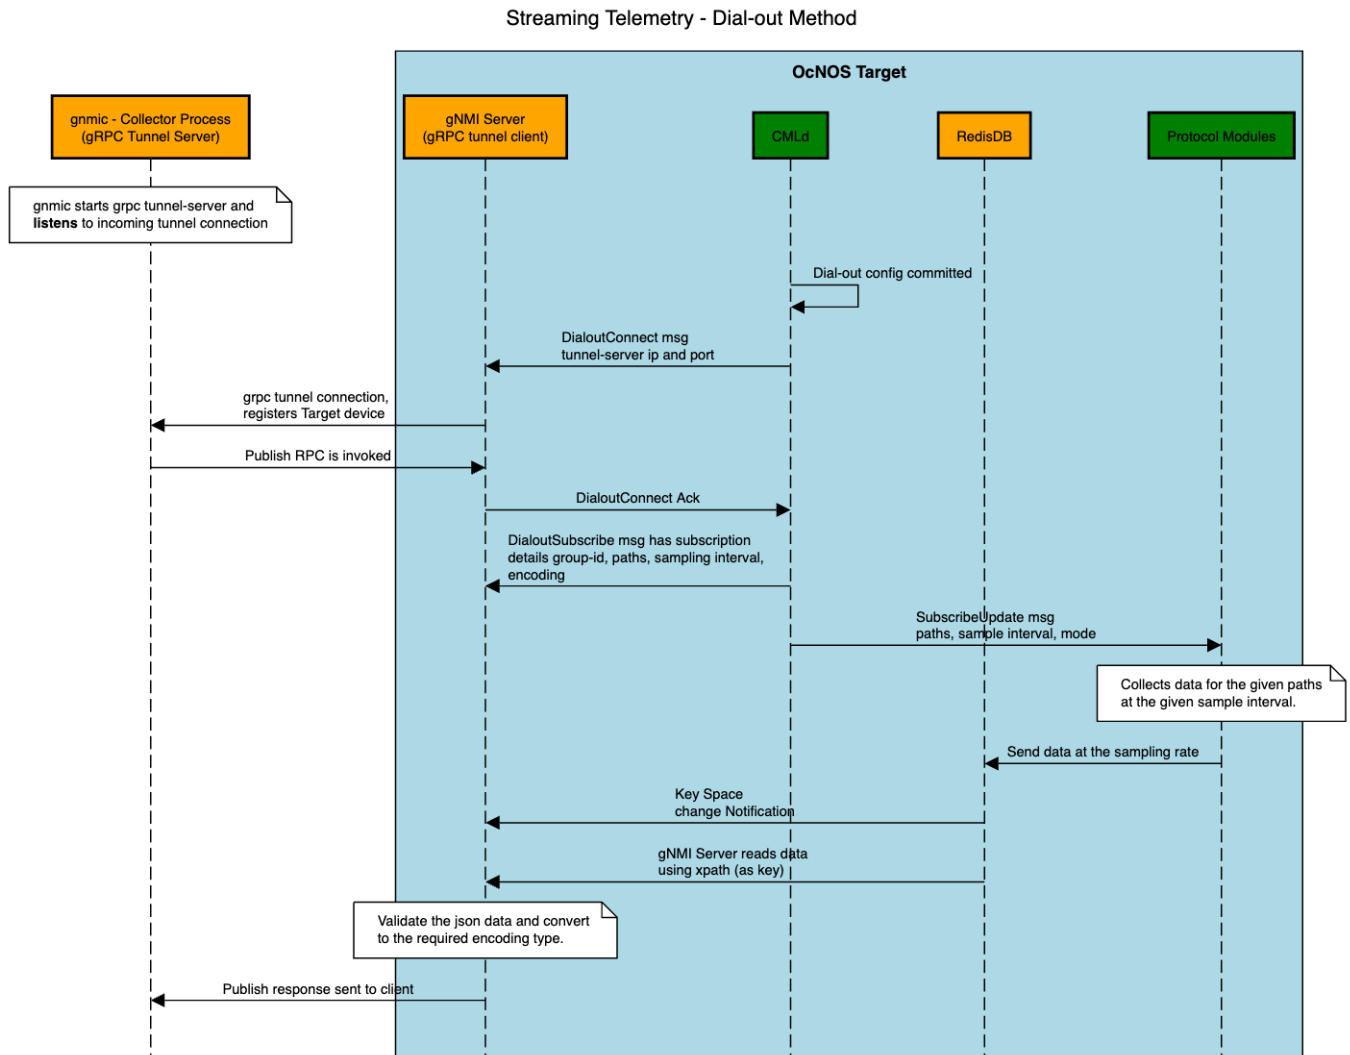 Streaming Telemetry - Dial-out Method
OcNOS Target
gnmic - Collector Process
(gRPC Tunnel Server)
gNMI Server
(gRPC tunnel client)
CMLd
RedisDB
Protocol Modules
gnmic starts grpc tunnel-server and
listens to incoming tunnel connection
Dial-out config committed
DialoutConnect msg
tunnel-server ip and port
grpc tunnel connection,
registers Target device
Publish RPC is invoked
DialoutConnect Ack
DialoutSubscribe msg has subscription
details group-id, paths, sampling interval,
encoding
SubscribeUpdate msg
paths, sample interval, mode
Collects data for the given paths
at the given sample interval.
Send data at the sampling rate
Key Space
change Notification
gNMI Server reads data
using xpath (as key)
Validate the json data and convert
to the required encoding type.
Publish response sent to client